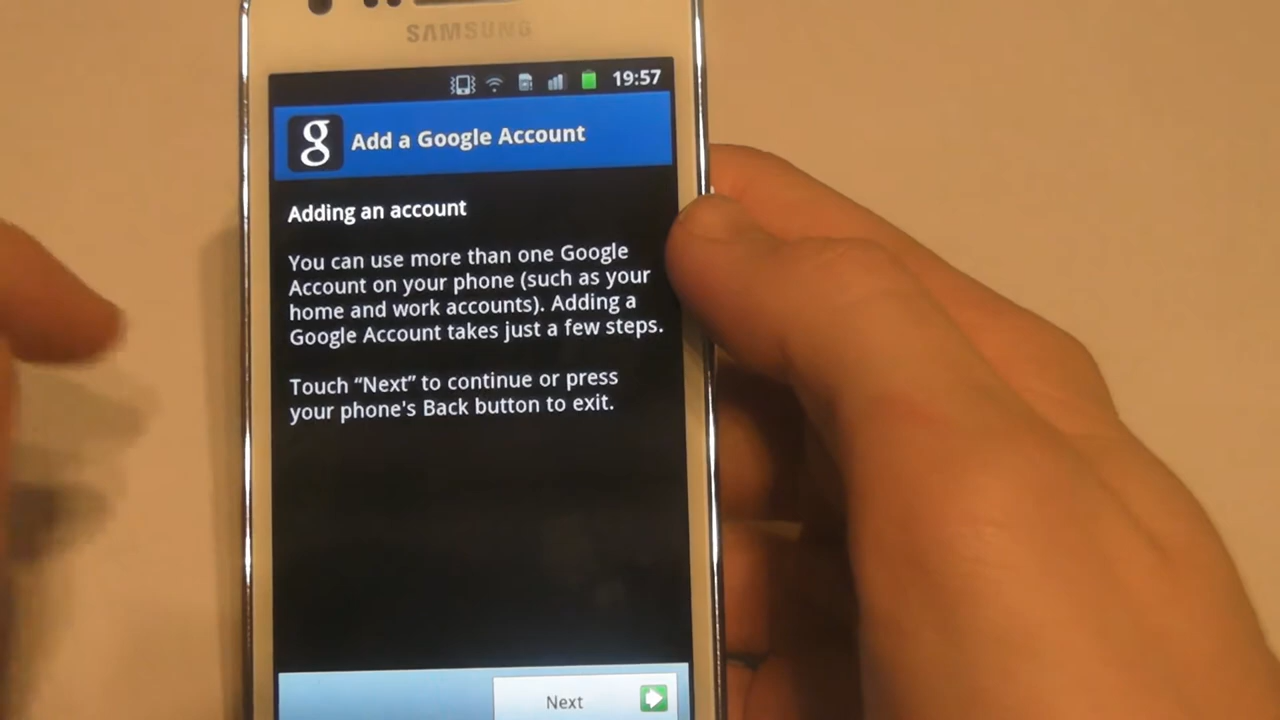 SAMSUNG
19:57
g
Add a Google Account
Adding an account
You can use more than one Google
Account on your phone (such as your
home and work accounts). Adding a
Google Account takes just a few steps.
Touch “Next” to continue or press
your phone's Back button to exit.
Next